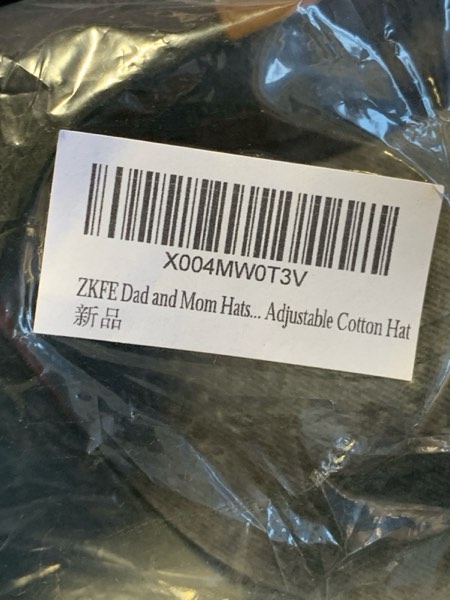 X004MW0T3V
ZKFE Dad and Mom Hats... Adjustable Cotton Hat
新品